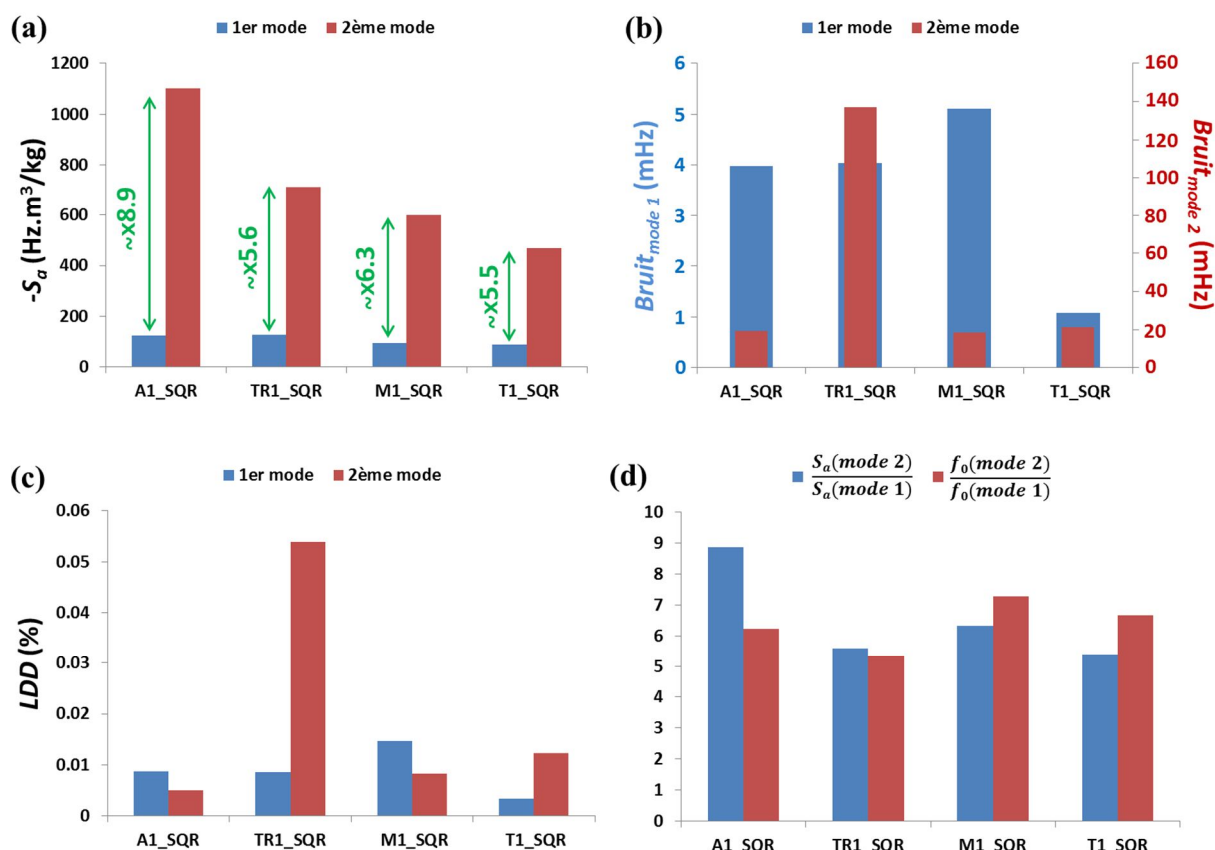 (a)
1er mode 2ème mode
-Sₐ (Hz.m³/kg)
1200
1000
800
600
400
200
0
~x8.9
~x5.6
~x6.3
~x5.5
A1_SQR TR1_SQR M1_SQR T1_SQR
(b)
1er mode 2ème mode
Bruit mode 1 (mHz)
6
5
4
3
2
1
0
160
140
120
100
80
60
40
20
0
Bruit mode 2 (mHz)
A1_SQR TR1_SQR M1_SQR T1_SQR
(c)
1er mode 2ème mode
LDD (%)
0.06
0.05
0.04
0.03
0.02
0.01
0
A1_SQR TR1_SQR M1_SQR T1_SQR
(d)
Sₐ(mode 2)
Sₐ(mode 1)
f₀(mode 2)
f₀(mode 1)
10
9
8
7
6
5
4
3
2
1
0
A1_SQR TR1_SQR M1_SQR T1_SQR